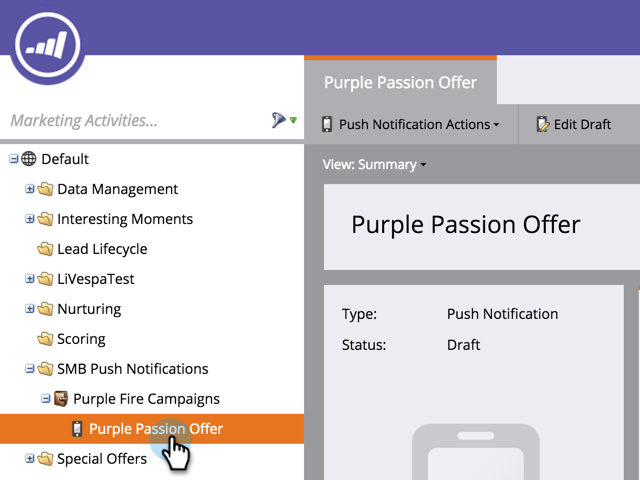 Purple Passion Offer
Marketing Activities...
Push Notification Actions
Edit Draft
View: Summary
Default
Data Management
Interesting Moments
Lead Lifecycle
LiVespaTest
Nurturing
Scoring
SMB Push Notifications
Purple Fire Campaigns
Purple Passion Offer
Special Offers
Purple Passion Offer
Type: Push Notification
Status: Draft